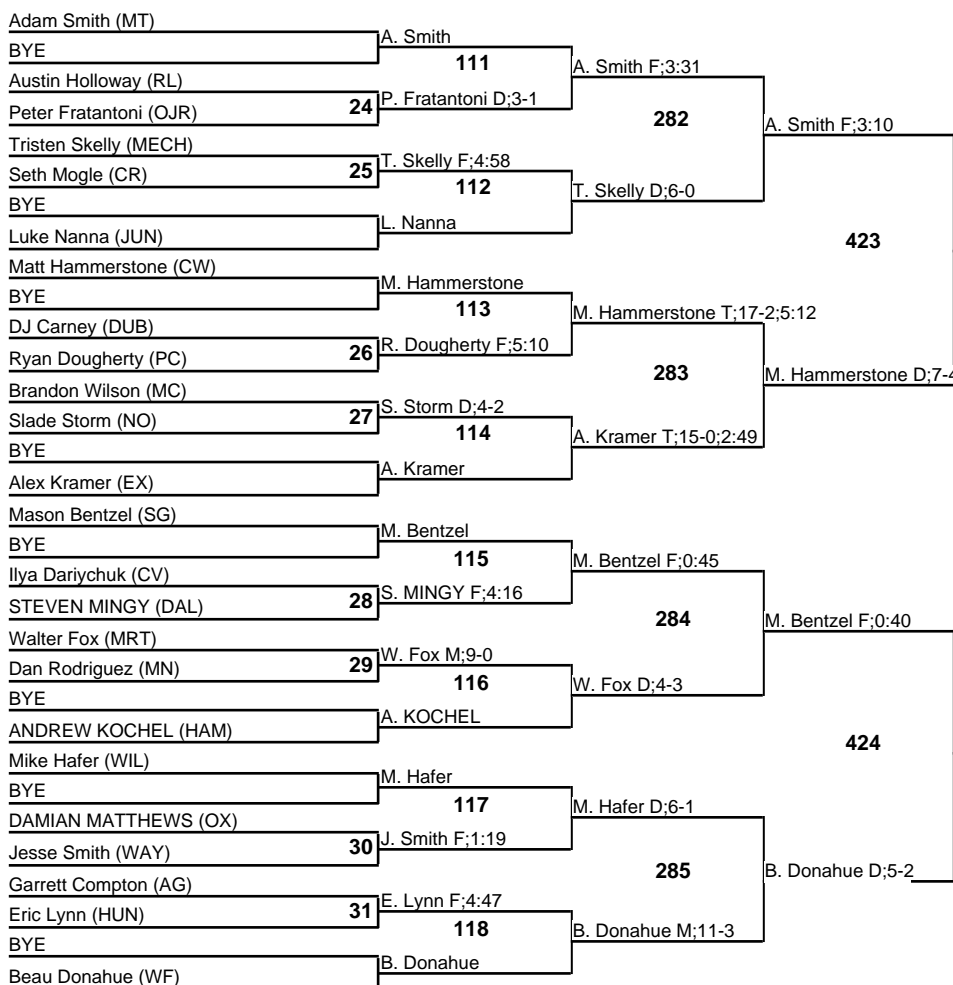 Adam Smith (MT)
BYE
Austin Holloway (RL)
Peter Fratantoni (OJR)
Tristen Skelly (MECH)
Seth Mogle (CR)
BYE
Luke Nanna (JUN)
Matt Hammerstone (CW)
BYE
DJ Carney (DUB)
Ryan Dougherty (PC)
Brandon Wilson (MC)
Slade Storm (NO)
BYE
Alex Kramer (EX)
Mason Bentzel (SG)
BYE
Ilya Dariychuk (CV)
STEVEN MINGY (DAL)
Walter Fox (MRT)
Dan Rodriguez (MN)
BYE
ANDREW KOCHEL (HAM)
Mike Hafer (WIL)
BYE
DAMIAN MATTHEWS (OX)
Jesse Smith (WAY)
Garrett Compton (AG)
Eric Lynn (HUN)
BYE
Beau Donahue (WF)
24
25
26
27
28
29
30
31
A. Smith
111
P. Fratantoni D;3-1
T. Skelly F;4:58
112
L. Nanna
M. Hammerstone
113
R. Dougherty F;5:10
S. Storm D;4-2
114
A. Kramer
M. Bentzel
115
S. MINGY F;4:16
W. Fox M;9-0
116
A. KOCHEL
M. Hafer
117
J. Smith F;1:19
E. Lynn F;4:47
118
B. Donahue
A. Smith F;3:31
282
T. Skelly D;6-0
M. Hammerstone T;17-2;5:12
283
A. Kramer T;15-0;2:49
M. Bentzel F;0:45
284
W. Fox D;4-3
M. Hafer D;6-1
285
B. Donahue M;11-3
A. Smith F;3:10
423
M. Hammerstone D;7-4
M. Bentzel F;0:40
424
B. Donahue D;5-2